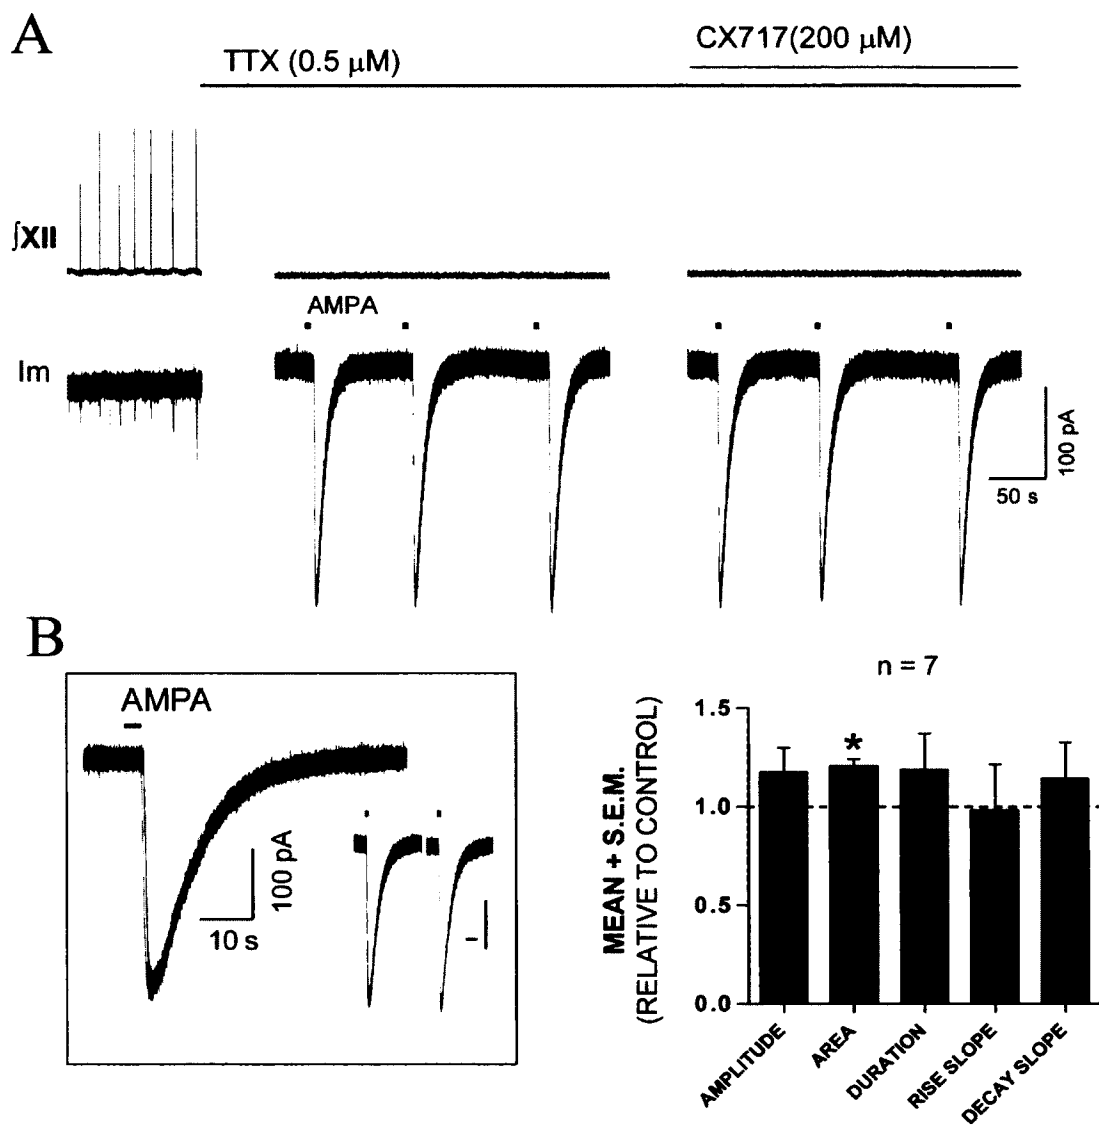 A
TTX (0.5 µM)
CX717(200 µM)
∫XII
AMPA
Im
100 pA
50 s
B
AMPA
100 pA
10 s
n = 7
MEAN + S.E.M.
(RELATIVE TO CONTROL)
1.5
*
1.0
0.5
0.0
AMPLITUDE
AREA
DURATION
RISE SLOPE
DECAY SLOPE